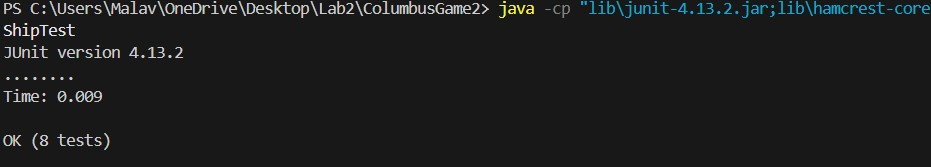 PS C:\Users\Malav\OneDrive\Desktop\Lab2\ColumbusGame2> java -cp "lib\junit-4.13.2.jar;lib\hamcrest-core
ShipTest
JUnit version 4.13.2
........
Time: 0.009
OK (8 tests)